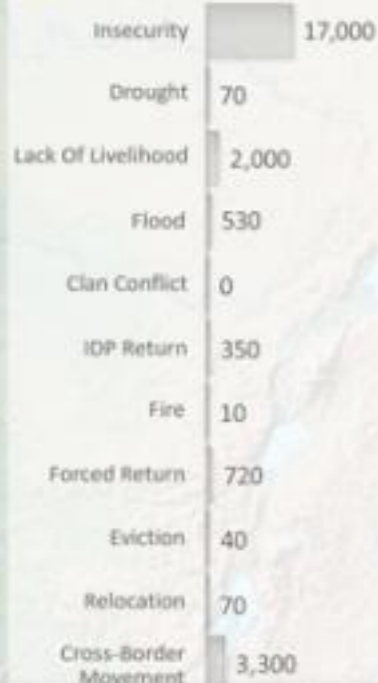 Insecurity 17,000
Drought 70
Lack Of Livelihood 2,000
Flood 530
Clan Conflict 0
IDP Return 350
Fire 10
Forced Return 720
Eviction 40
Relocation 70
Cross-Border
Movement 3,300